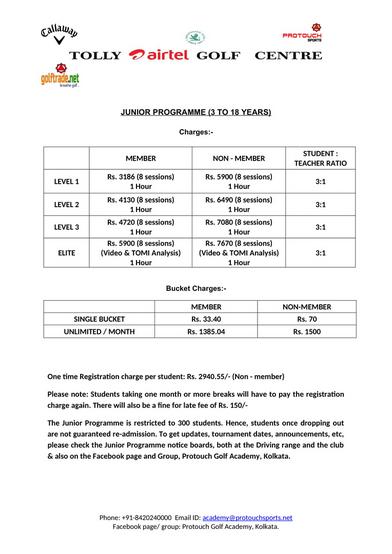 Callaway
PROTOUCH
SPORTS
TOLLY airtel GOLF CENTRE
golftrade.net
JUNIOR PROGRAMME (3 TO 18 YEARS)
Charges:-
MEMBER NON - MEMBER STUDENT : TEACHER RATIO
LEVEL 1 Rs. 3186 (8 sessions) 1 Hour Rs. 5900 (8 sessions) 1 Hour 3:1
LEVEL 2 Rs. 4130 (8 sessions) 1 Hour Rs. 6490 (8 sessions) 1 Hour 3:1
LEVEL 3 Rs. 4720 (8 sessions) 1 Hour Rs. 7080 (8 sessions) 1 Hour 3:1
ELITE Rs. 5900 (8 sessions) (Video & TOMI Analysis) 1 Hour Rs. 7670 (8 sessions) (Video & TOMI Analysis) 1 Hour 3:1
Bucket Charges:-
MEMBER NON-MEMBER
SINGLE BUCKET Rs. 33.40 Rs. 70
UNLIMITED / MONTH Rs. 1385.04 Rs. 1500
One time Registration charge per student: Rs. 2940.55/- (Non - member)
Please note: Students taking one month or more breaks will have to pay the registration
charge again. There will also be a fine for late fee of Rs. 150/-
The Junior Programme is restricted to 300 students. Hence, students once dropping out
are not guaranteed re-admission. To get updates, tournament dates, announcements, etc,
please check the Junior Programme notice boards, both at the Driving range and the club
& also on the Facebook page and Group, Protouch Golf Academy, Kolkata.
Phone: +91-8420240000 Email ID: academy@protouchsports.net
Facebook page/ group: Protouch Golf Academy, Kolkata.